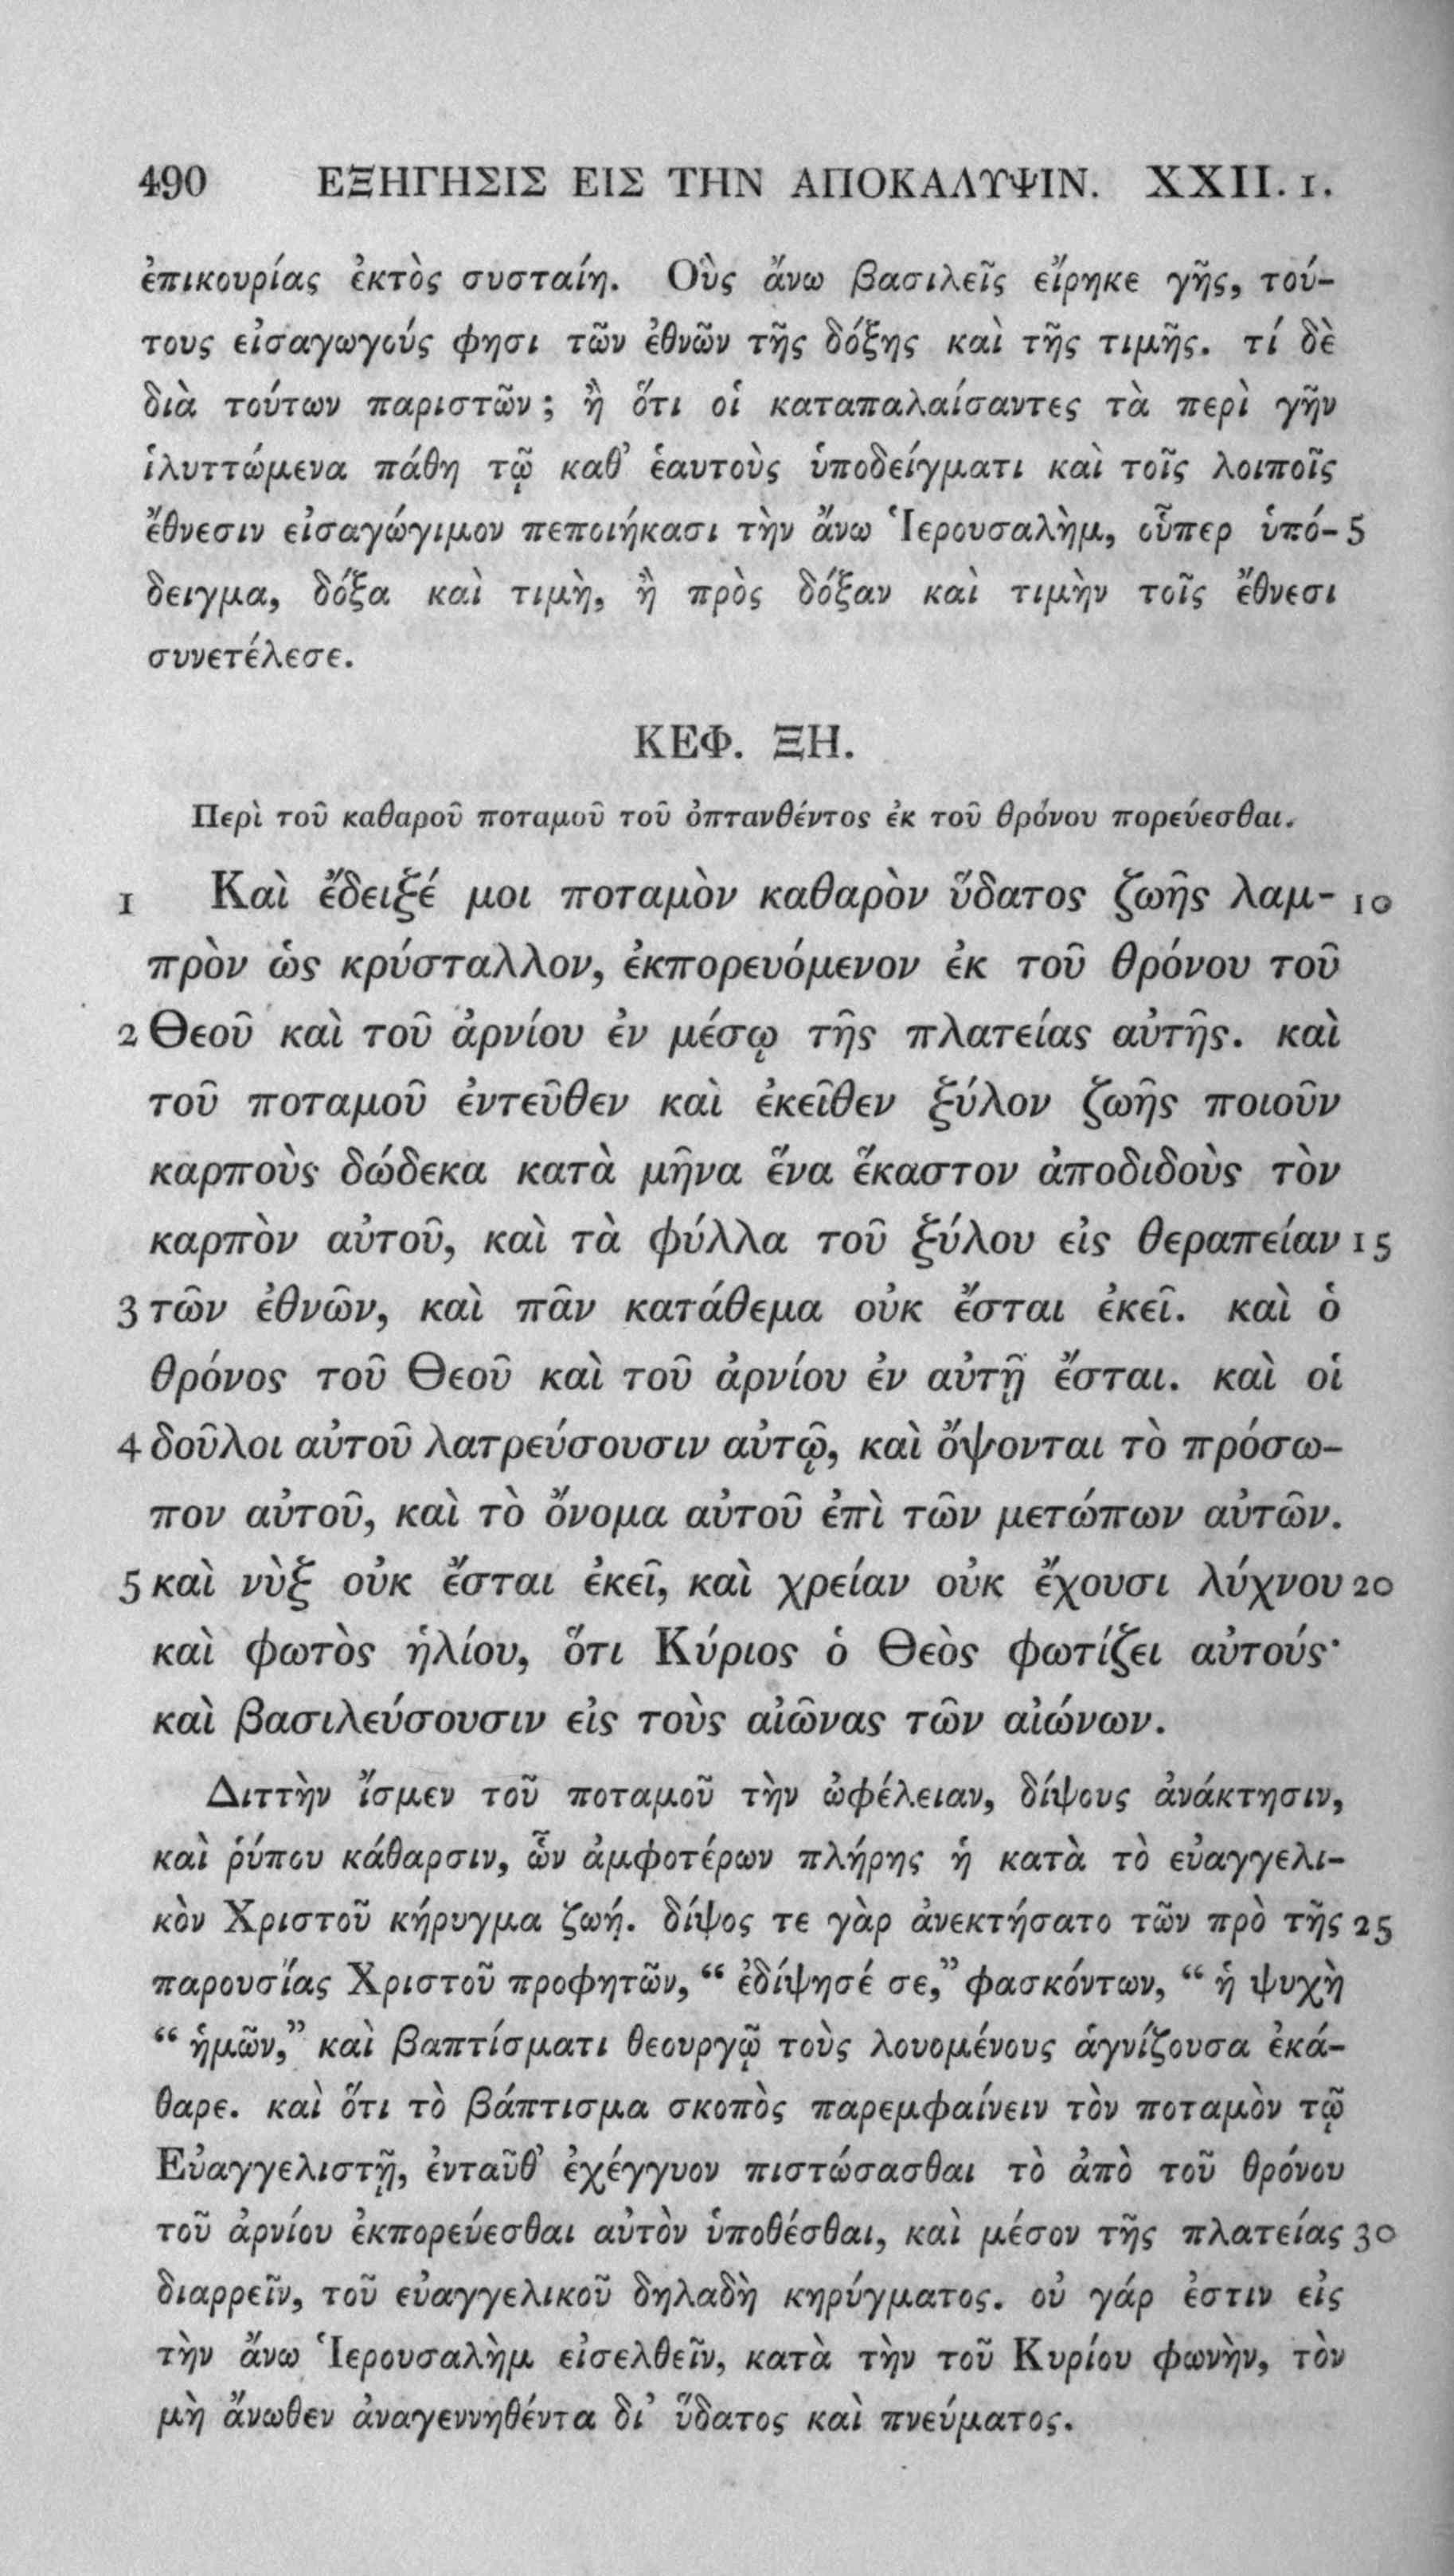 490 ΕΞΗΓΗΣΙΣ ΕΙΣ ΤΗΝ ΑΠΟΚΑΛΥΨΙΝ. XXII. 1.
ἐπικουρίας ἐκτὸς συσταίη. Οὓς ἄνω βασιλεῖς εἴρηκε γῆς, τού-
τους εἰσαγωγούς φησι τῶν ἐθνῶν τῆς δόξης καὶ τῆς τιμῆς. τί δὲ
διὰ τούτων παριστῶν; ἢ ὅτι οἱ καταπαλαίσαντες τὰ περὶ γῆν
ἰλυττώμενα πάθη τῷ καθ’ ἑαυτοὺς ὑποδείγματι καὶ τοῖς λοιποῖς
ἔθνεσιν εἰσαγώγιμον πεποιήκασι τὴν ἄνω Ἱερουσαλὴμ, οὗπερ ὑπό- 5
δειγμα, δόξα καὶ τιμὴ, ἢ πρὸς δόξαν καὶ τιμὴν τοῖς ἔθνεσι
συνετέλεσε.
ΚΕΦ. ΞΗ.
Περὶ τοῦ καθαροῦ ποταμοῦ τοῦ ὀπτανθέντος ἐκ τοῦ θρόνου πορεύεσθαι.
1 Καὶ ἔδειξέ μοι ποταμὸν καθαρὸν ὕδατος ζωῆς λαμ- 10
πρὸν ὡς κρύσταλλον, ἐκπορευόμενον ἐκ τοῦ θρόνου τοῦ
2 Θεοῦ καὶ τοῦ ἀρνίου ἐν μέσῳ τῆς πλατείας αὐτῆς. καὶ
τοῦ ποταμοῦ ἐντεῦθεν καὶ ἐκεῖθεν ξύλον ζωῆς ποιοῦν
καρποὺς δώδεκα κατὰ μῆνα ἕνα ἕκαστον ἀποδιδοὺς τὸν
καρπὸν αὐτοῦ, καὶ τὰ φύλλα τοῦ ξύλου εἰς θεραπείαν 15
3 τῶν ἐθνῶν, καὶ πᾶν κατάθεμα οὐκ ἔσται ἐκεῖ. καὶ ὁ
θρόνος τοῦ Θεοῦ καὶ τοῦ ἀρνίου ἐν αὐτῇ ἔσται. καὶ οἱ
4 δοῦλοι αὐτοῦ λατρεύσουσιν αὐτῷ, καὶ ὄψονται τὸ πρόσω-
πον αὐτοῦ, καὶ τὸ ὄνομα αὐτοῦ ἐπὶ τῶν μετώπων αὐτῶν.
5 καὶ νὺξ οὐκ ἔσται ἐκεῖ, καὶ χρείαν οὐκ ἔχουσι λύχνου 20
καὶ φωτὸς ἡλίου, ὅτι Κύριος ὁ Θεὸς φωτίζει αὐτούς·
καὶ βασιλεύσουσιν εἰς τοὺς αἰῶνας τῶν αἰώνων.
Διττὴν ἴσμεν τοῦ ποταμοῦ τὴν ὠφέλειαν, δίψους ἀνάκτησιν,
καὶ ῥύπου κάθαρσιν, ὧν ἀμφοτέρων πλήρης ἡ κατὰ τὸ εὐαγγελι-
κὸν Χριστοῦ κήρυγμα ζωή. δίψος τε γὰρ ἀνεκτήσατο τῶν πρὸ τῆς 25
παρουσίας Χριστοῦ προφητῶν, “ ἐδίψησέ σε,” φασκόντων, “ ἡ ψυχὴ
“ ἡμῶν,” καὶ βαπτίσματι θεουργῷ τοὺς λουομένους ἁγνίζουσα ἐκά-
θαρε. καὶ ὅτι τὸ βάπτισμα σκοπὸς παρεμφαίνειν τὸν ποταμὸν τῷ
Εὐαγγελιστῇ, ἐνταῦθ’ ἐχέγγυον πιστώσασθαι τὸ ἀπὸ τοῦ θρόνου
τοῦ ἀρνίου ἐκπορεύεσθαι αὐτὸν ὑποθέσθαι, καὶ μέσον τῆς πλατείας 30
διαρρεῖν, τοῦ εὐαγγελικοῦ δηλαδὴ κηρύγματος. οὐ γάρ ἐστιν εἰς
τὴν ἄνω Ἱερουσαλὴμ εἰσελθεῖν, κατὰ τὴν τοῦ Κυρίου φωνὴν, τὸν
μὴ ἄνωθεν ἀναγεννηθέντα δι’ ὕδατος καὶ πνεύματος.